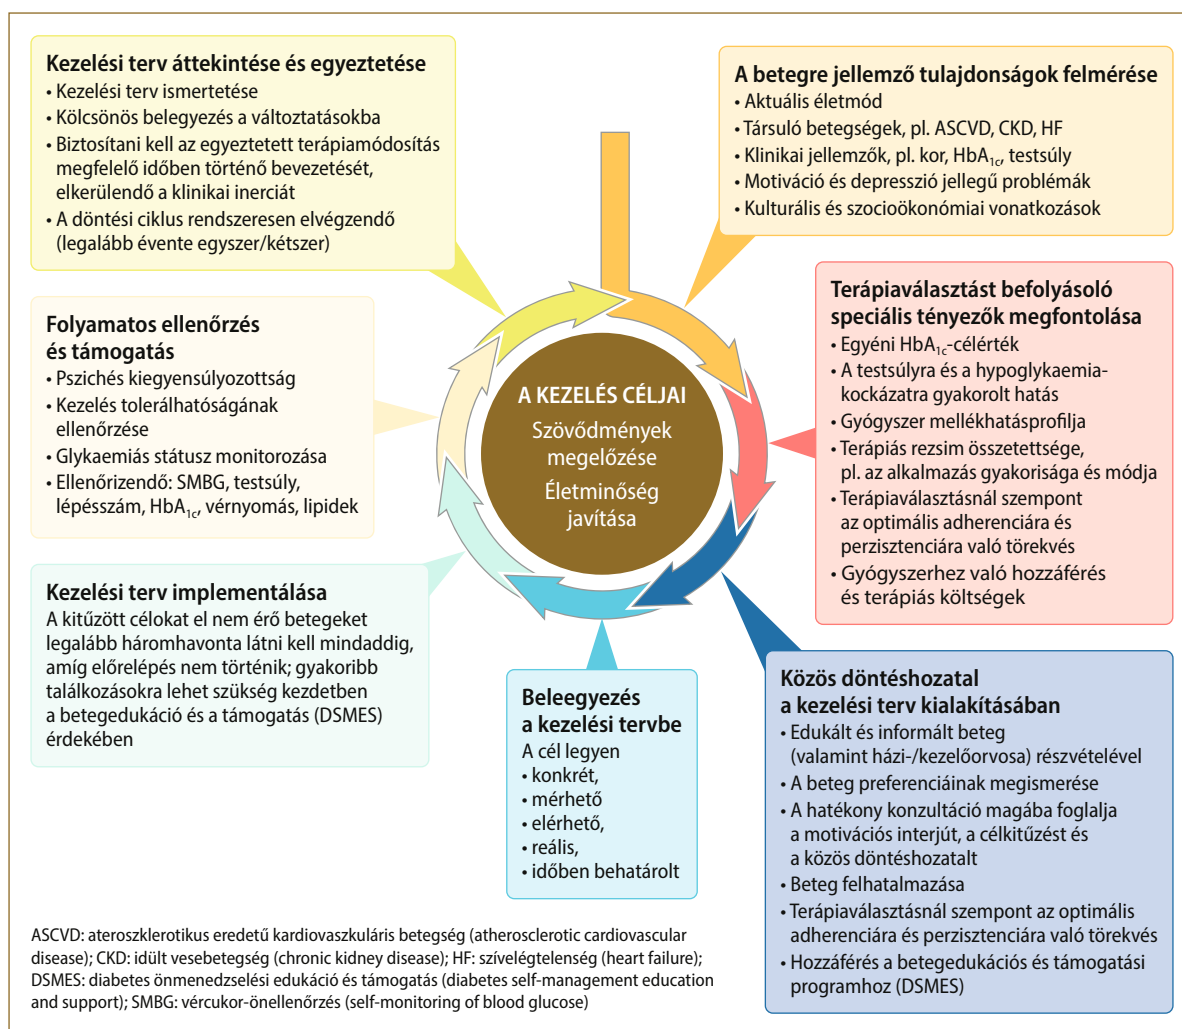 Kezelési terv áttekintése és egyeztetése
• Kezelési terv ismertetése
• Kölcsönös belegyezés a változtatásokba
• Biztosítani kell az egyeztetett terápiamódosítás
megfelelő időben történő bevezetését,
elkerülendő a klinikai inerciát
• A döntési ciklus rendszeresen elvégzendő
(legalább évente egyszer/kétszer)
A betegre jellemző tulajdonságok felmérése
• Aktuális életmód
• Társuló betegségek, pl. ASCVD, CKD, HF
• Klinikai jellemzők, pl. kor, HbA1c, testsúly
• Motiváció és depresszió jellegű problémák
• Kulturális és szocioökonómiai vonatkozások
Terápiaválasztást befolyásoló
speciális tényezők megfontolása
• Egyéni HbA1c-célérték
• A testsúlyra és a hypoglykaemia-
kockázatra gyakorolt hatás
• Gyógyszer mellékhatásprofilja
• Terápiás rezsim összetettsége,
pl. az alkalmazás gyakorisága és módja
• Terápiaválasztásnál szempont
az optimális adherenciára és
perzisztenciára való törekvés
• Gyógyszerhez való hozzáférés
és terápiás költségek
Közös döntéshozatal
a kezelési terv kialakításában
• Edukált és informált beteg
(valamint házi-/kezelőorvosa) részvételével
• A beteg preferenciáinak megismerése
• A hatékony konzultáció magába foglalja
a motivációs interjút, a célkitűzést és
a közös döntéshozatalt
• Beteg felhatalmazása
• Terápiaválasztásnál szempont az optimális
adherenciára és perzisztenciára való törekvés
• Hozzáférés a betegedukációs és támogatási
programhoz (DSMES)
Beleegyezés
a kezelési tervbe
A cél legyen
• konkrét,
• mérhető
• elérhető,
• reális,
• időben behatárolt
Kezelési terv implementálása
A kitűzött célokat el nem érő betegeket
legalább háromhavonta látni kell mindaddig,
amíg előrelépés nem történik; gyakoribb
találkozásokra lehet szükség kezdetben
a betegedukáció és a támogatás (DSMES)
érdekében
Folyamatos ellenőrzés
és támogatás
• Pszichés kiegyensúlyozottság
• Kezelés tolerálhatóságának
ellenőrzése
• Glykaemiás státusz monitorozása
• Ellenőrizendő: SMBG, testsúly,
lépésszám, HbA1c, vérnyomás, lipidek
A KEZELÉS CÉLJAI
Szövődmények
megelőzése
Életminőség
javítása
ASCVD: ateroszklerotikus eredetű kardiovaszkuláris betegség (atherosclerotic cardiovascular
disease); CKD: idült vesebetegség (chronic kidney disease); HF: szívelégtelenség (heart failure);
DSMES: diabetes önmenedzselési edukáció és támogatás (diabetes self-management education
and support); SMBG: vércukor-önellenőrzés (self-monitoring of blood glucose)